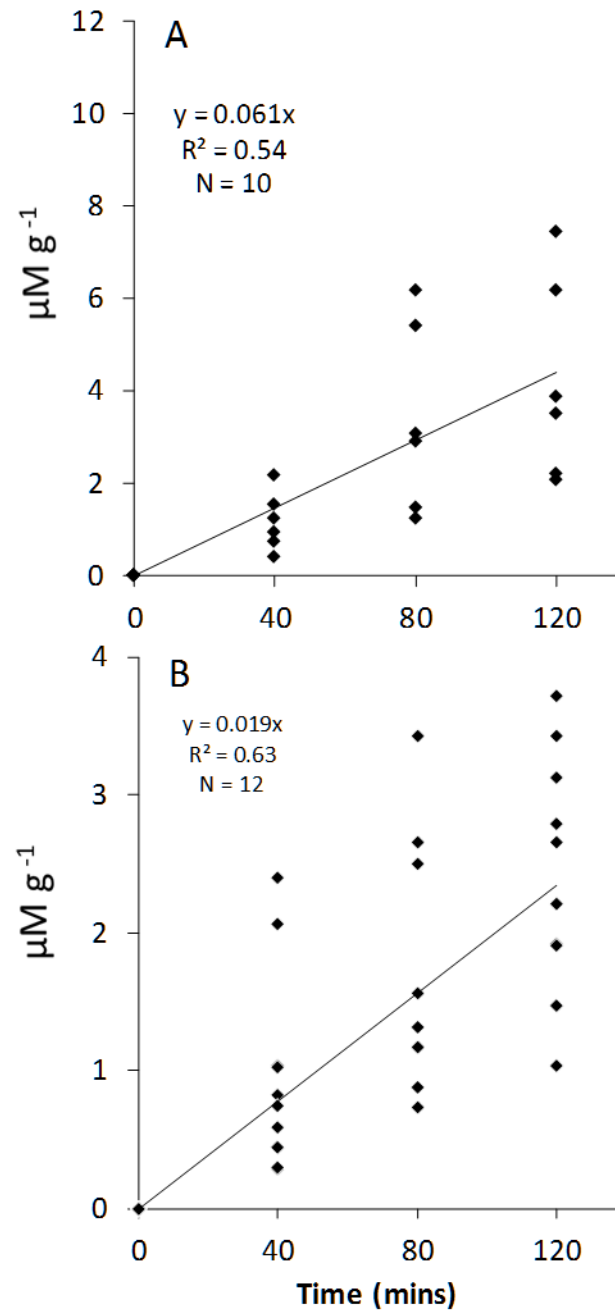 A
y = 0.061x
R² = 0.54
N = 10
12
10
8
6
4
2
0
µM g⁻¹
0 40 80 120
B
y = 0.019x
R² = 0.63
N = 12
4
3
2
1
0
µM g⁻¹
0 40 80 120
Time (mins)